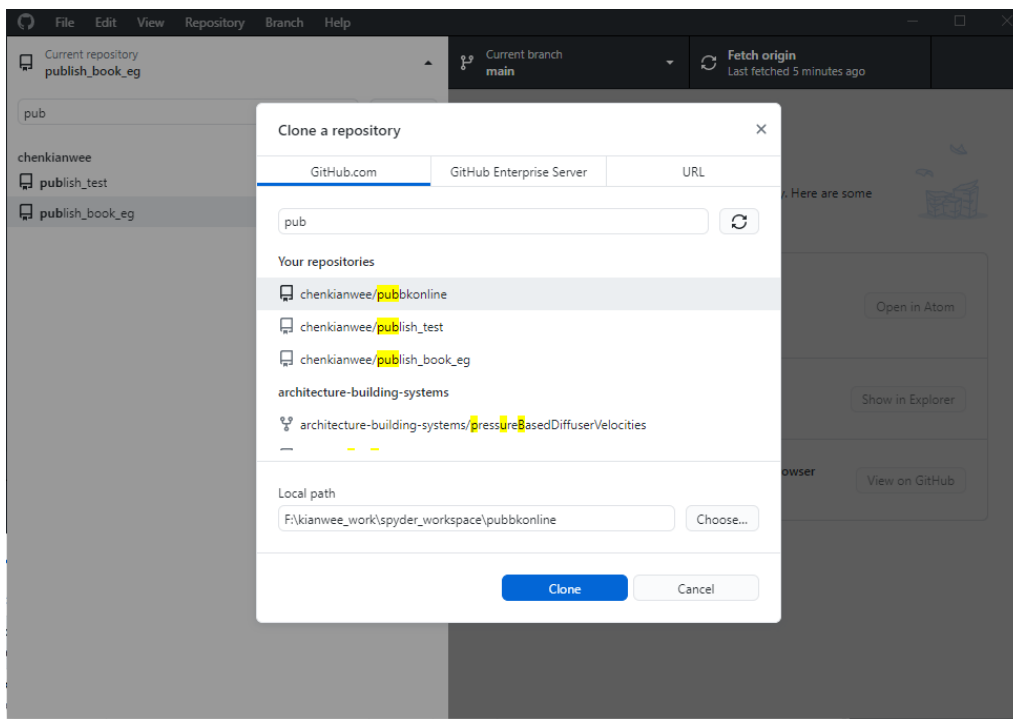 File Edit View Repository Branch Help
Current repository
publish_book_eg
Current branch
main
Fetch origin
Last fetched 5 minutes ago
pub
chenkianwee
publish_test
publish_book_eg
Clone a repository
GitHub.com
GitHub Enterprise Server
URL
pub
Your repositories
chenkianwee/pubbkonline
chenkianwee/publish_test
chenkianwee/publish_book_eg
architecture-building-systems
architecture-building-systems/pressureBasedDiffuserVelocities
Local path
F:\kianwee_work\spyder_workspace\pubbkonline
Choose...
Clone
Cancel
. Here are some
Open in Atom
Show in Explorer
owser
View on GitHub